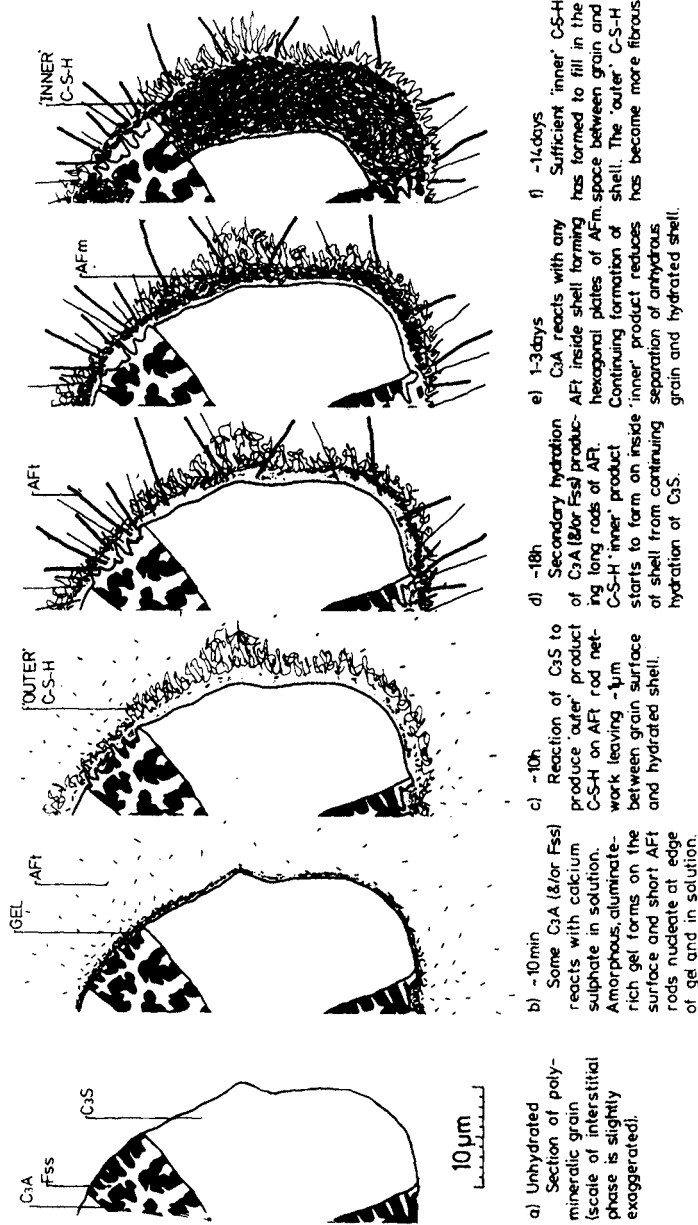 C3A
Fss
C3S
10 µm
a) Unhydrated
Section of poly-
mineralic grain
(scale of interstitial
phase is slightly
exaggerated).
GEL
AFt
b) ~10min
Some C3A (&/or Fss)
reacts with calcium
sulphate in solution.
Amorphous, aluminate-
rich gel forms on the
surface and short AFt
rods nucleate at edge
of gel and in solution.
'OUTER'
C-S-H
c) ~10h
Reaction of C3S to
produce 'outer' product
C-S-H on AFt rod net-
work leaving ~1µm
between grain surface
and hydrated shell.
AFt
d) ~18h
Secondary hydration
of C3A (&/or Fss) produc-
ing long rods of AFt.
C-S-H 'inner' product
starts to form on inside
of shell from continuing
hydration of C3S.
AFm
e) 1-3days
C3A reacts with any
AFt inside shell forming
hexagonal plates of AFm.
Continuing formation of
'inner' product reduces
separation of anhydrous
grain and hydrated shell.
'INNER'
C-S-H
f) ~14days
Sufficient 'inner' C-S-H
has formed to fill in the
space between grain and
shell. The 'outer' C-S-H
has become more fibrous